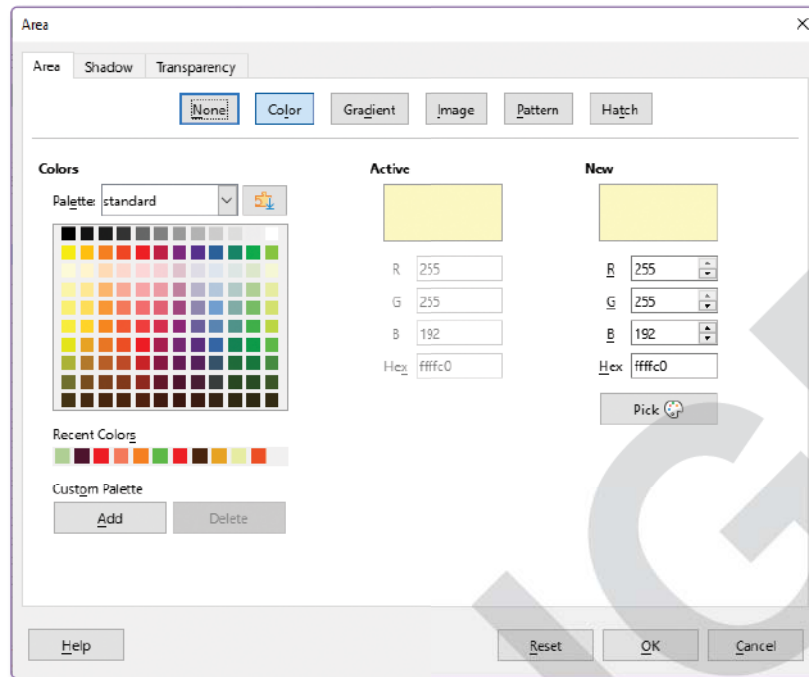 Area
Area Shadow Transparency
None Color Gradient Image Pattern Hatch
Colors Active New
Palette: standard
R 255 R 255
G 255 G 255
B 192 B 192
Hex ffffc0 Hex ffffc0
Pick
Recent Colors
Custom Palette
Add Delete
Help Reset OK Cancel